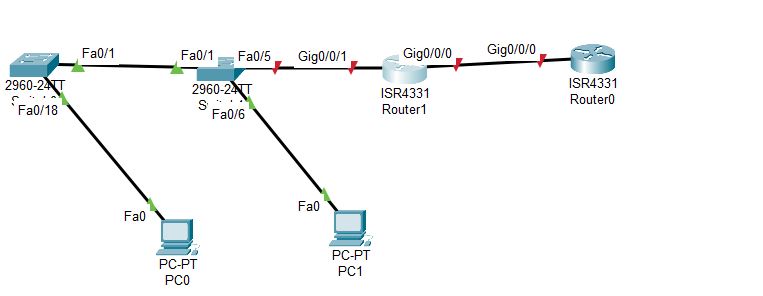 Fa0/1
Fa0/1
Fa0/5
Gig0/0/1
Gig0/0/0
Gig0/0/0
2960-24TT
Fa0/18
2960-24TT
Fa0/6
ISR4331
Router1
ISR4331
Router0
Fa0
PC-PT
PC0
Fa0
PC-PT
PC1